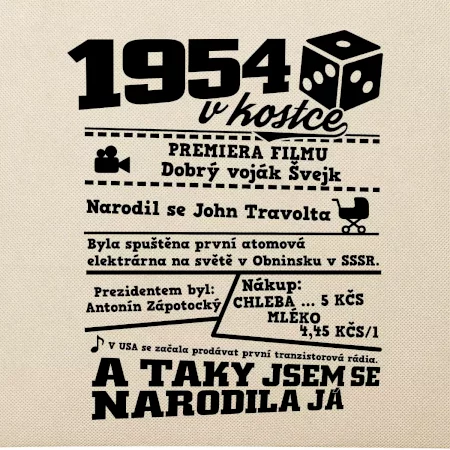 1954
v kostce
PREMIERA FILMU
Dobrý voják Švejk
Narodil se John Travolta
Byla spuštěna první atomová
elektrárna na světě v Obninsku v SSSR.
Prezidentem byl:
Antonín Zápotocký
Nákup:
CHLEBA ... 5 KČS
MLÉKO
4,45 KČS/l
V USA se začala prodávat první tranzistorová rádia.
A TAKY JSEM SE
NARODILA JÁ